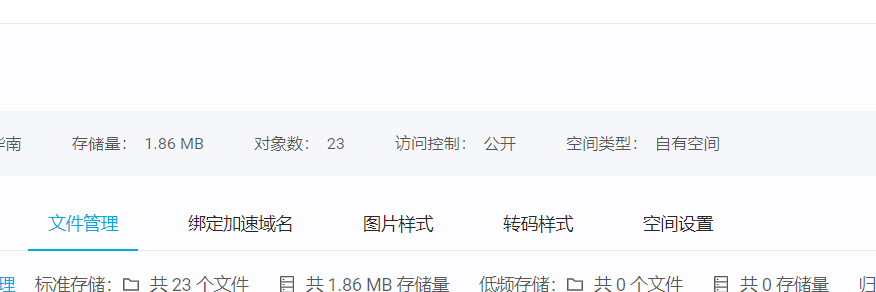 华南 存储量： 1.86 MB 对象数： 23 访问控制： 公开 空间类型： 自有空间
文件管理 绑定加速域名 图片样式 转码样式 空间设置
理 标准存储： 共 23 个文件 共 1.86 MB 存储量 低频存储： 共 0 个文件 共 0 存储量 归